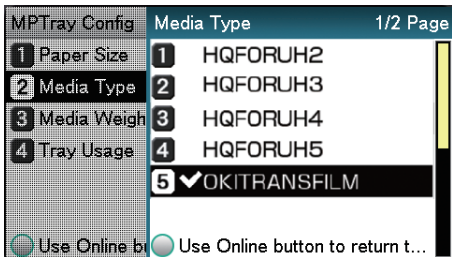 MPTray Config
1 Paper Size
2 Media Type
3 Media Weigh
4 Tray Usage
Use Online bu
Media Type 1/2 Page
1 HQFORUH2
2 HQFORUH3
3 HQFORUH4
4 HQFORUH5
5 ✔OKITRANSFILM
Use Online button to return t...